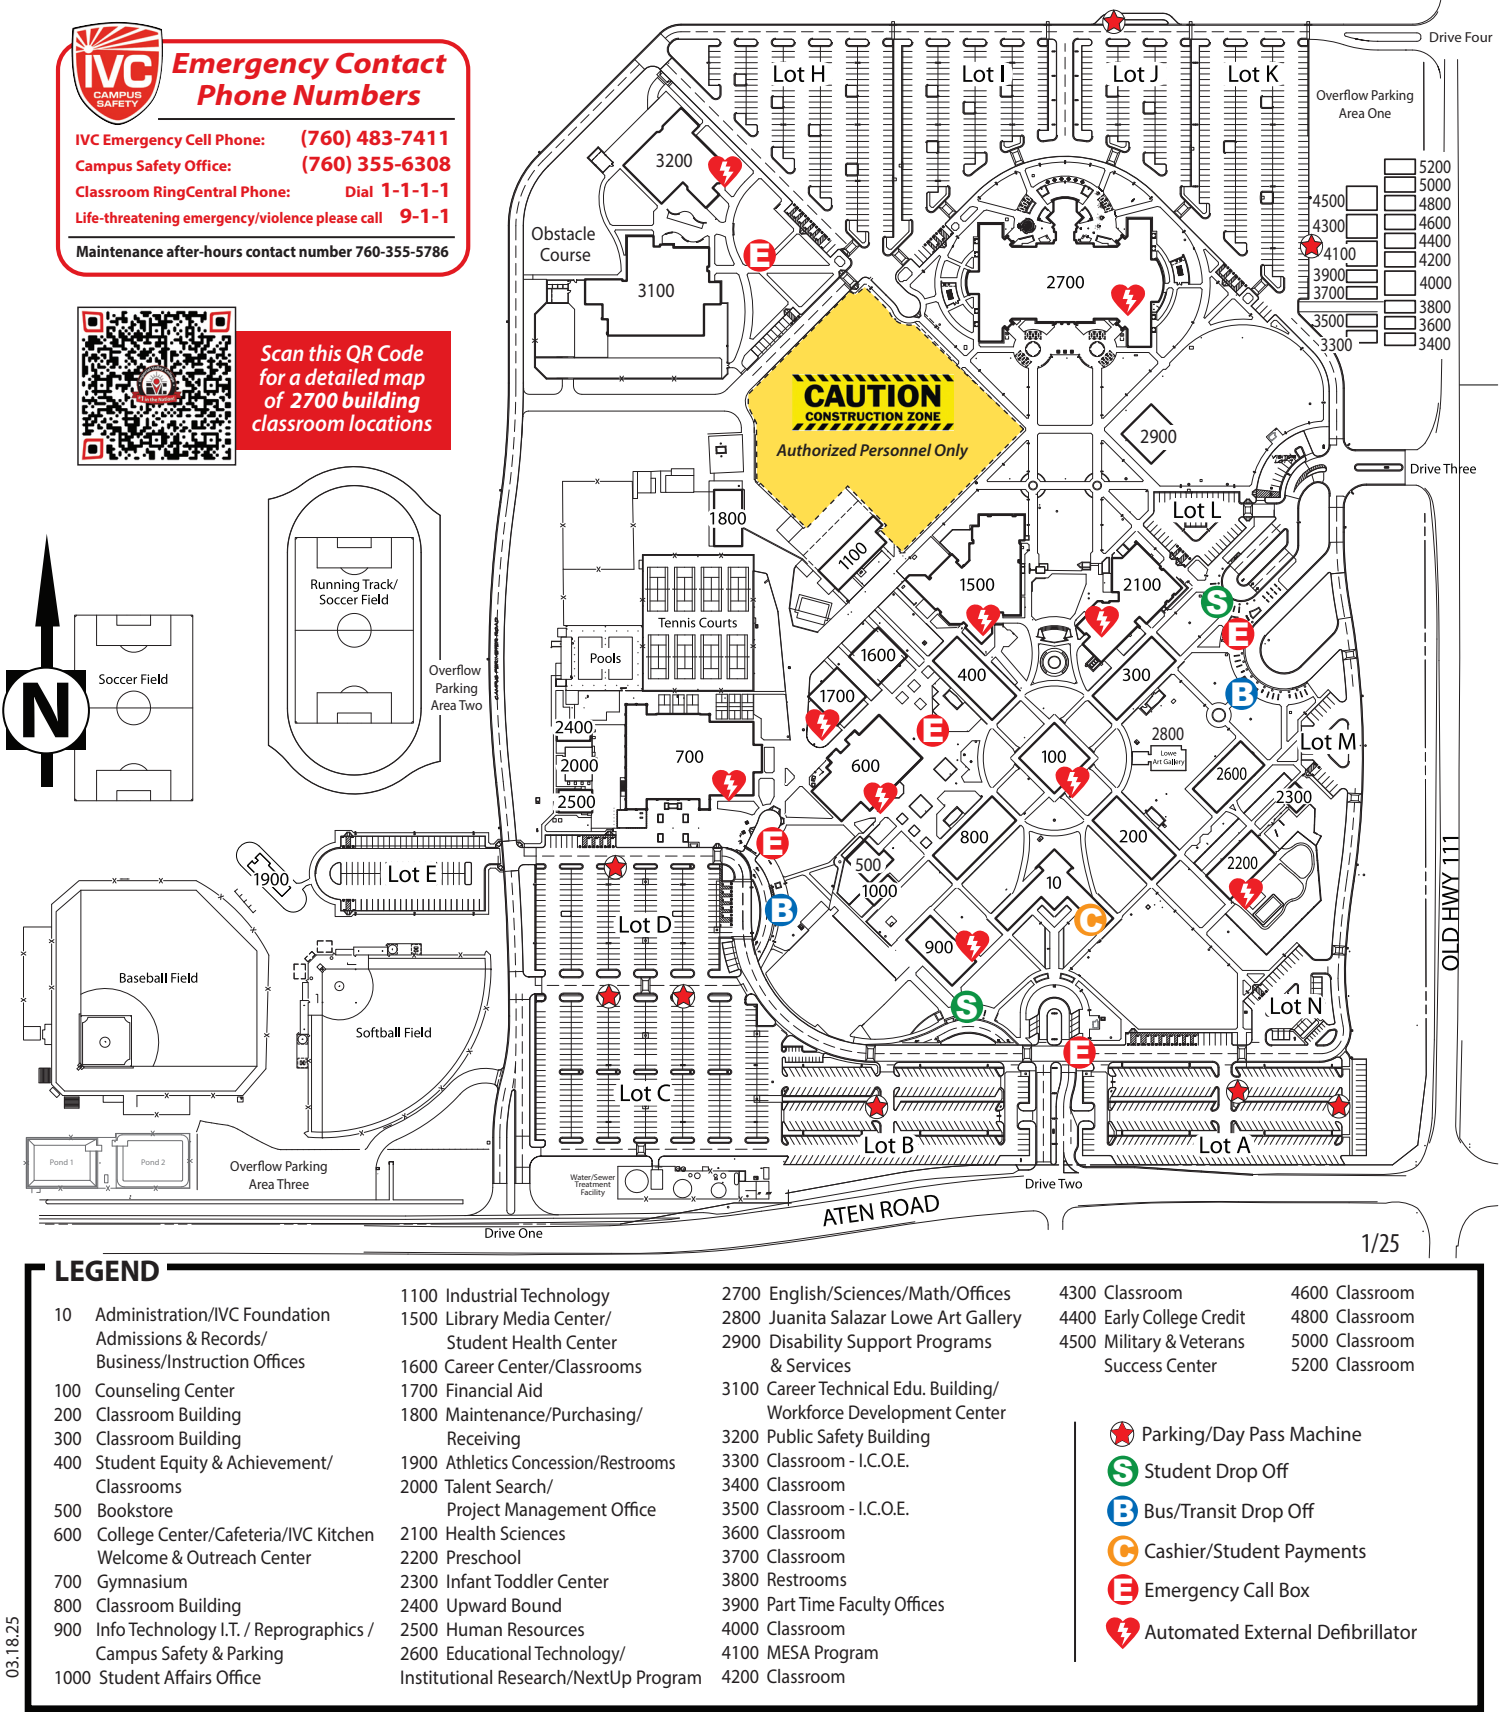 IVC
CAMPUS
SAFETY
Emergency Contact
Phone Numbers
IVC Emergency Cell Phone: (760) 483-7411
Campus Safety Office: (760) 355-6308
Classroom RingCentral Phone: Dial 1-1-1-1
Life-threatening emergency/violence please call 9-1-1
Maintenance after-hours contact number 760-355-5786
Scan this QR Code
for a detailed map
of 2700 building
classroom locations
Lot H
Lot I
Lot J
Lot K
Drive Four
Overflow Parking
Area One
5200
5000
4500
4800
4300
4600
4400
4100
4200
3900
4000
3700
3800
3500
3600
3300
3400
3200
Obstacle
Course
E
3100
2700
CAUTION
CONSTRUCTION ZONE
Authorized Personnel Only
2900
Drive Three
Lot L
1800
1100
1500
2100
S
E
B
Running Track/
Soccer Field
Tennis Courts
Pools
N
Soccer Field
Overflow
Parking
Area Two
1600
400
300
1700
E
2400
2000
2500
700
600
100
2800
Lowe
Art Gallery
2600
Lot M
2300
800
200
2200
E
500
1000
10
C
B
1900
Lot E
Lot D
900
S
OLD HWY 111
Baseball Field
Softball Field
Lot N
E
Lot C
Lot B
Lot A
Pond 1
Pond 2
Overflow Parking
Area Three
Water/Sewer
Treatment
Facility
Drive Two
ATEN ROAD
Drive One
1/25
LEGEND
10 Administration/IVC Foundation
Admissions & Records/
Business/Instruction Offices
100 Counseling Center
200 Classroom Building
300 Classroom Building
400 Student Equity & Achievement/
Classrooms
500 Bookstore
600 College Center/Cafeteria/IVC Kitchen
Welcome & Outreach Center
700 Gymnasium
800 Classroom Building
900 Info Technology I.T. / Reprographics /
Campus Safety & Parking
1000 Student Affairs Office
1100 Industrial Technology
1500 Library Media Center/
Student Health Center
1600 Career Center/Classrooms
1700 Financial Aid
1800 Maintenance/Purchasing/
Receiving
1900 Athletics Concession/Restrooms
2000 Talent Search/
Project Management Office
2100 Health Sciences
2200 Preschool
2300 Infant Toddler Center
2400 Upward Bound
2500 Human Resources
2600 Educational Technology/
Institutional Research/NextUp Program
2700 English/Sciences/Math/Offices
2800 Juanita Salazar Lowe Art Gallery
2900 Disability Support Programs
& Services
3100 Career Technical Edu. Building/
Workforce Development Center
3200 Public Safety Building
3300 Classroom - I.C.O.E.
3400 Classroom
3500 Classroom - I.C.O.E.
3600 Classroom
3700 Classroom
3800 Restrooms
3900 Part Time Faculty Offices
4000 Classroom
4100 MESA Program
4200 Classroom
4300 Classroom
4400 Early College Credit
4500 Military & Veterans
Success Center
4600 Classroom
4800 Classroom
5000 Classroom
5200 Classroom
Parking/Day Pass Machine
S Student Drop Off
B Bus/Transit Drop Off
C Cashier/Student Payments
E Emergency Call Box
Automated External Defibrillator
03.18.25